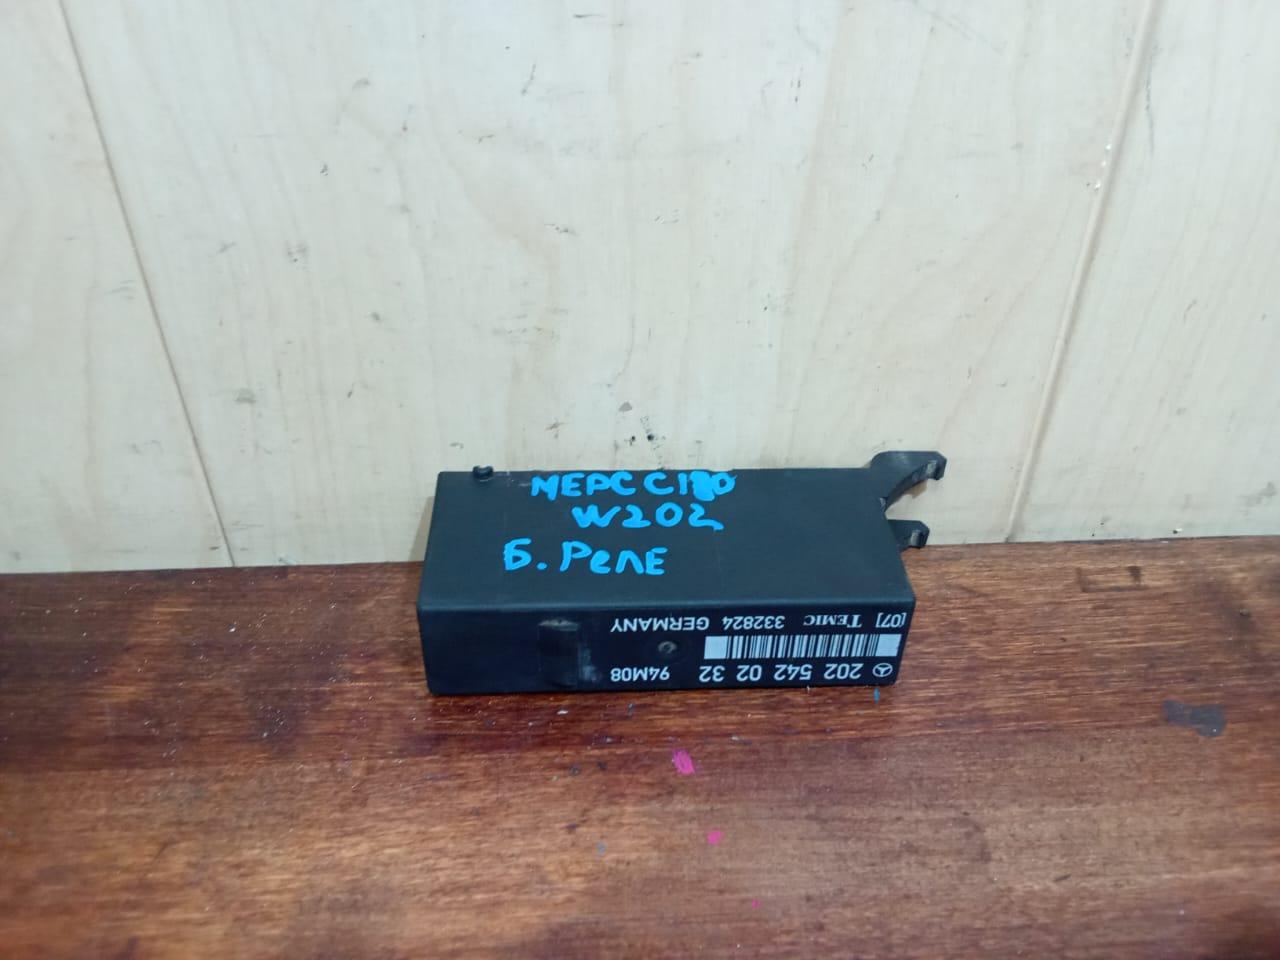 МЕРС С180
W202
Б. Реле
202 542 02 32 94M08
[07] TEMIC 332824 GERMANY